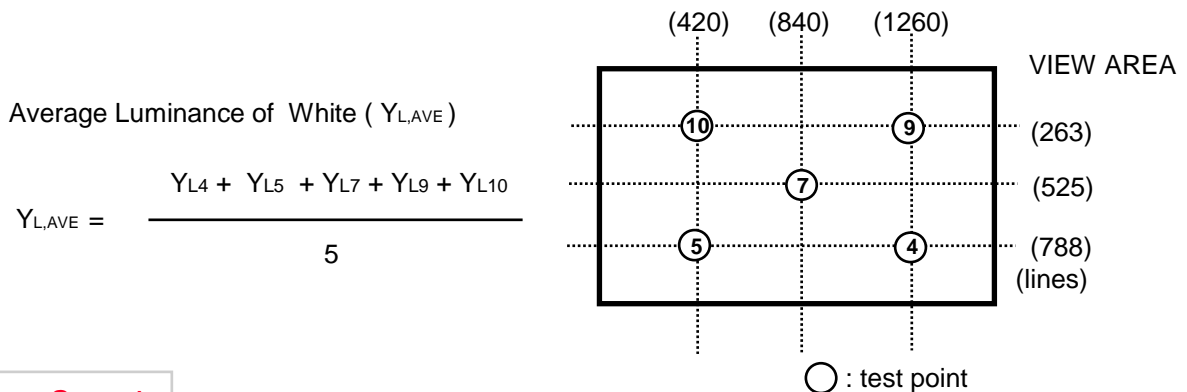 (420) (840) (1260)
VIEW AREA
Average Luminance of White ( YL,AVE )
YL,AVE =
YL4 + YL5 + YL7 + YL9 + YL10
5
10 9 (263)
7 (525)
5 4 (788)
(lines)
: test point